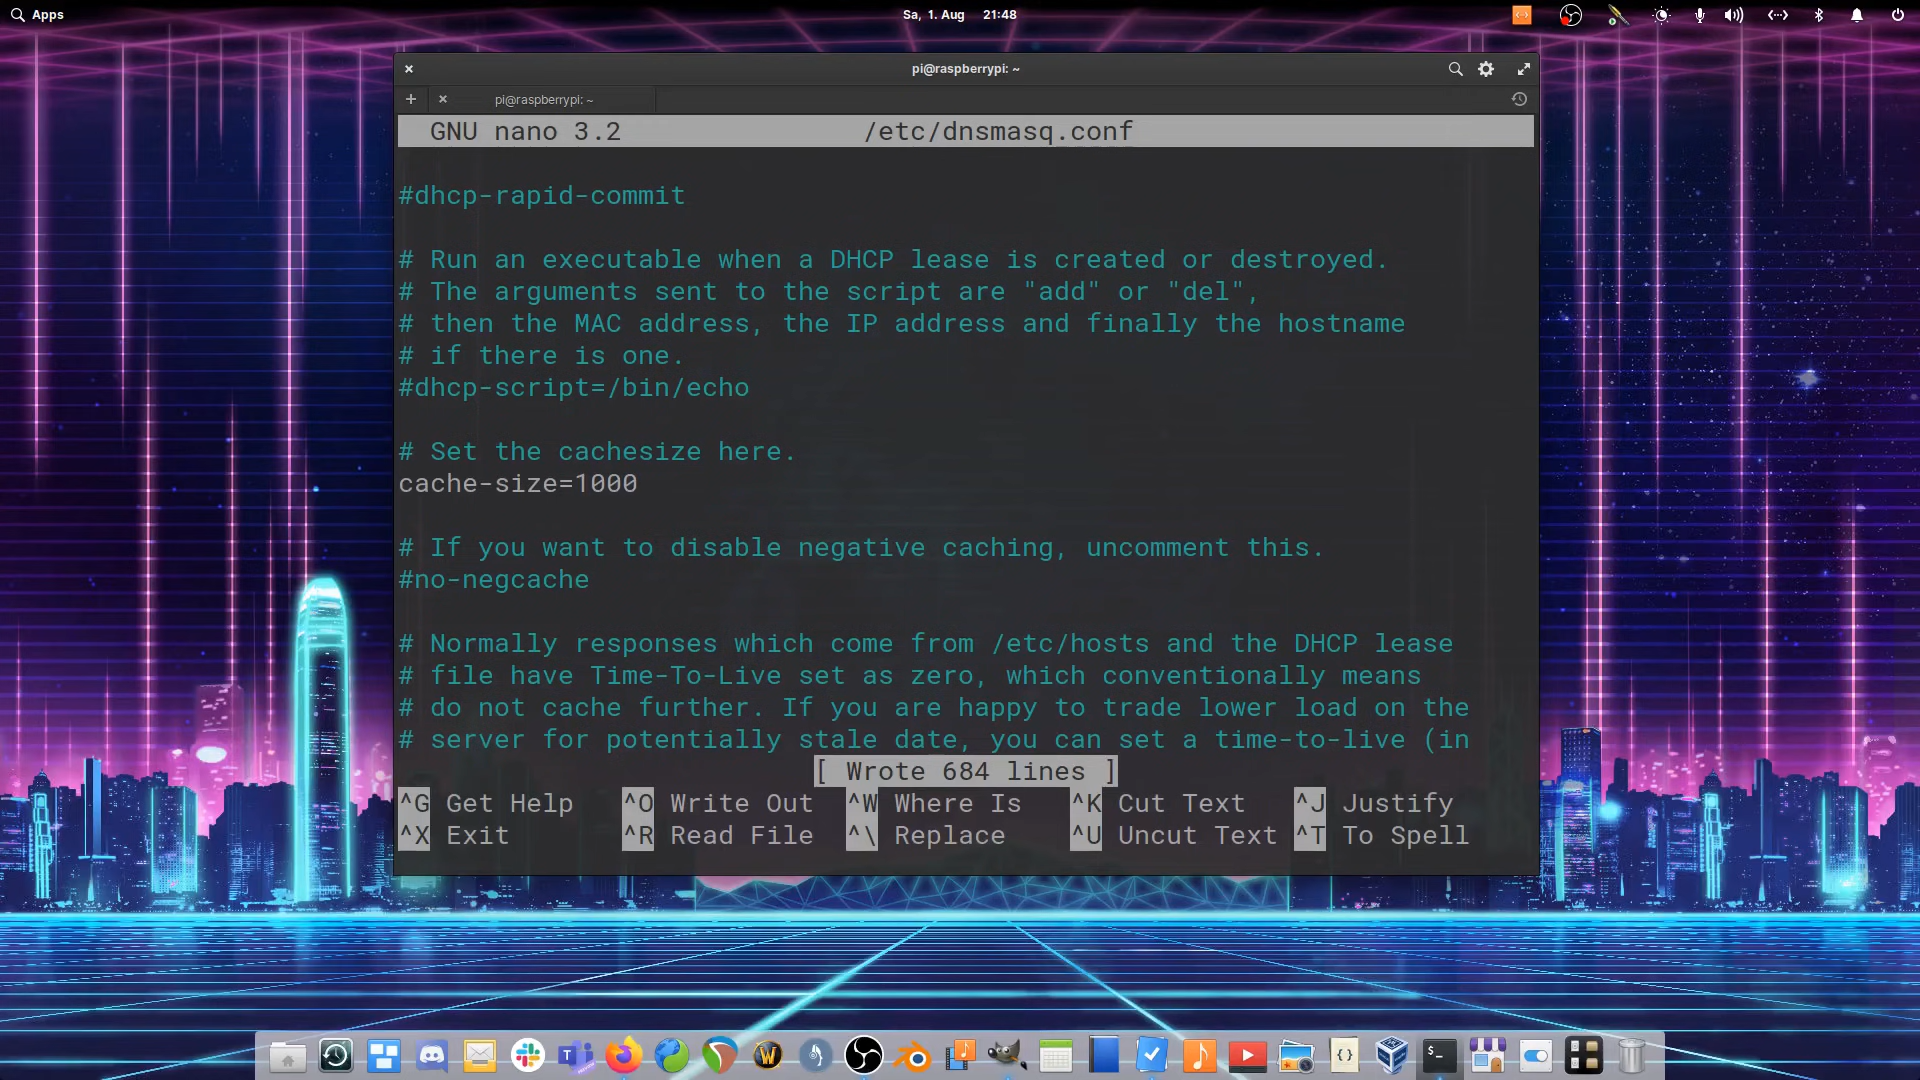 Apps
Sa, 1. Aug 21:48
pi@raspberrypi: ~
pi@raspberrypi: ~
GNU nano 3.2 /etc/dnsmasq.conf
#dhcp-rapid-commit
# Run an executable when a DHCP lease is created or destroyed.
# The arguments sent to the script are "add" or "del",
# then the MAC address, the IP address and finally the hostname
# if there is one.
#dhcp-script=/bin/echo
# Set the cachesize here.
cache-size=1000
# If you want to disable negative caching, uncomment this.
#no-negcache
# Normally responses which come from /etc/hosts and the DHCP lease
# file have Time-To-Live set as zero, which conventionally means
# do not cache further. If you are happy to trade lower load on the
# server for potentially stale date, you can set a time-to-live (in
[ Wrote 684 lines ]
^G Get Help ^O Write Out ^W Where Is ^K Cut Text ^J Justify
^X Exit ^R Read File ^\ Replace ^U Uncut Text ^T To Spell